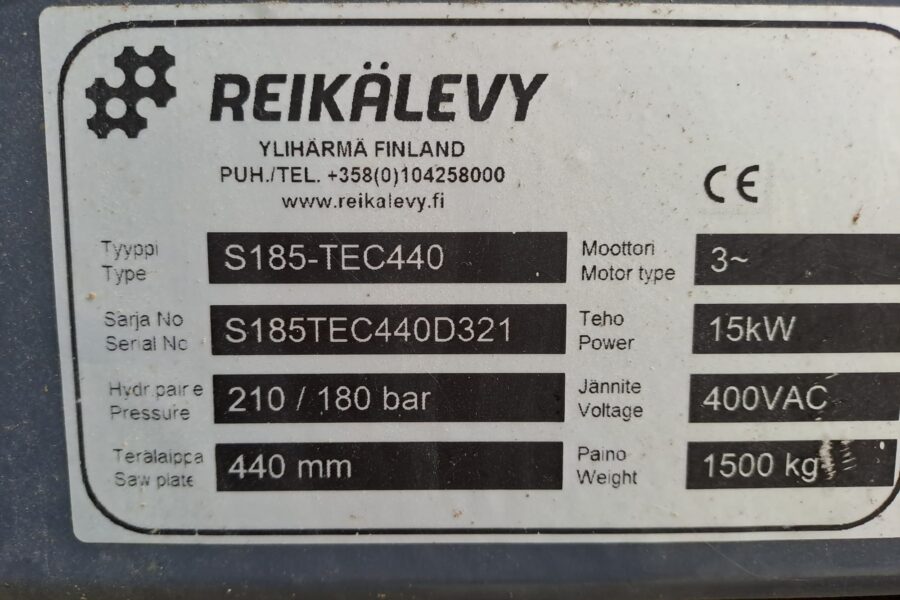 REIKÄLEVY
YLIHÄRMÄ FINLAND
PUH./TEL. +358(0)104258000
www.reikalevy.fi
CE
Tyyppi
Type
S185-TEC440
Moottori
Motor type
3~
Sarja No
Serial No
S185TEC440D321
Teho
Power
15kW
Hydr paine
Pressure
210 / 180 bar
Jännite
Voltage
400VAC
Terälaippa
Saw plate
440 mm
Paino
Weight
1500 kg